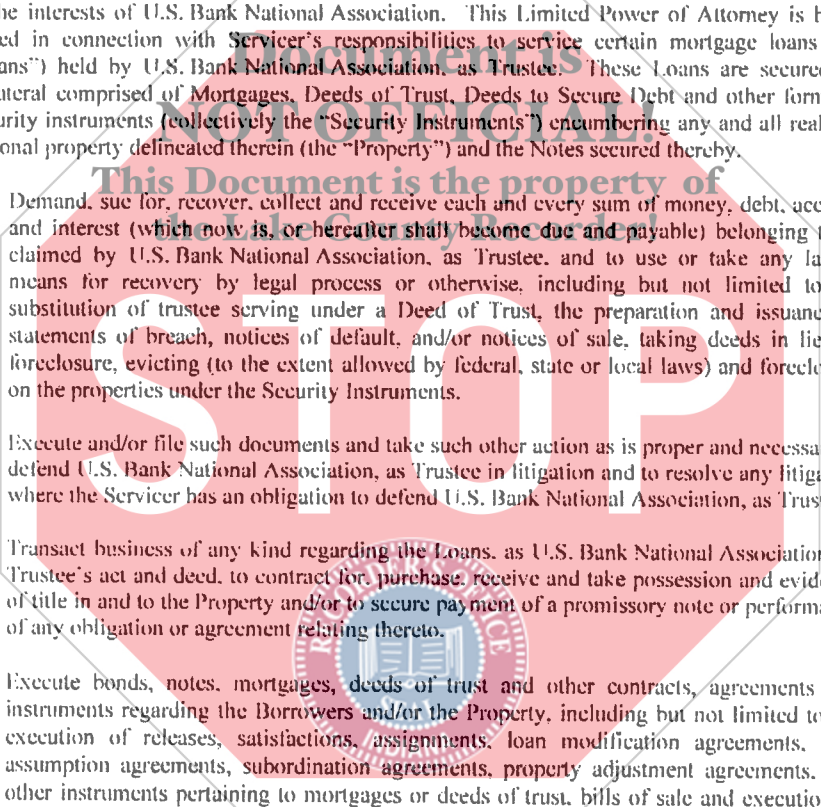 he interests of U.S. Bank National Association. This Limited Power of Attorney is b
ed in connection with Servicer's responsibilities to service certain mortgage loans
ans") held by U.S. Bank National Association, as Trustee. These Loans are secure
ateral comprised of Mortgages, Deeds of Trust, Deeds to Secure Debt and other form
urity instruments (collectively the "Security Instruments") encumbering any and all real
onal property delineated therein (the "Property") and the Notes secured thereby.
Document is
NOT OFFICIAL!
This Document is the property of
the Lake County Recorder!
STOP
Demand, sue for, recover, collect and receive each and every sum of money, debt, acc
and interest (which now is, or hereafter shall become due and payable) belonging t
claimed by U.S. Bank National Association, as Trustee, and to use or take any la
means for recovery by legal process or otherwise, including but not limited to
substitution of trustee serving under a Deed of Trust, the preparation and issuance
statements of breach, notices of default, and/or notices of sale, taking deeds in lie
foreclosure, evicting (to the extent allowed by federal, state or local laws) and foreclo
on the properties under the Security Instruments.
Execute and/or file such documents and take such other action as is proper and necessa
defend U.S. Bank National Association, as Trustee in litigation and to resolve any litiga
where the Servicer has an obligation to defend U.S. Bank National Association, as Trust
Transact business of any kind regarding the Loans, as U.S. Bank National Association
Trustee's act and deed, to contract for, purchase, receive and take possession and evide
of title in and to the Property and/or to secure payment of a promissory note or performa
of any obligation or agreement relating thereto.
RECORDER'S OFFICE
Execute bonds, notes, mortgages, deeds of trust and other contracts, agreements
instruments regarding the Borrowers and/or the Property, including but not limited to
execution of releases, satisfactions, assignments, loan modification agreements,
assumption agreements, subordination agreements, property adjustment agreements,
other instruments pertaining to mortgages or deeds of trust, bills of sale and execution